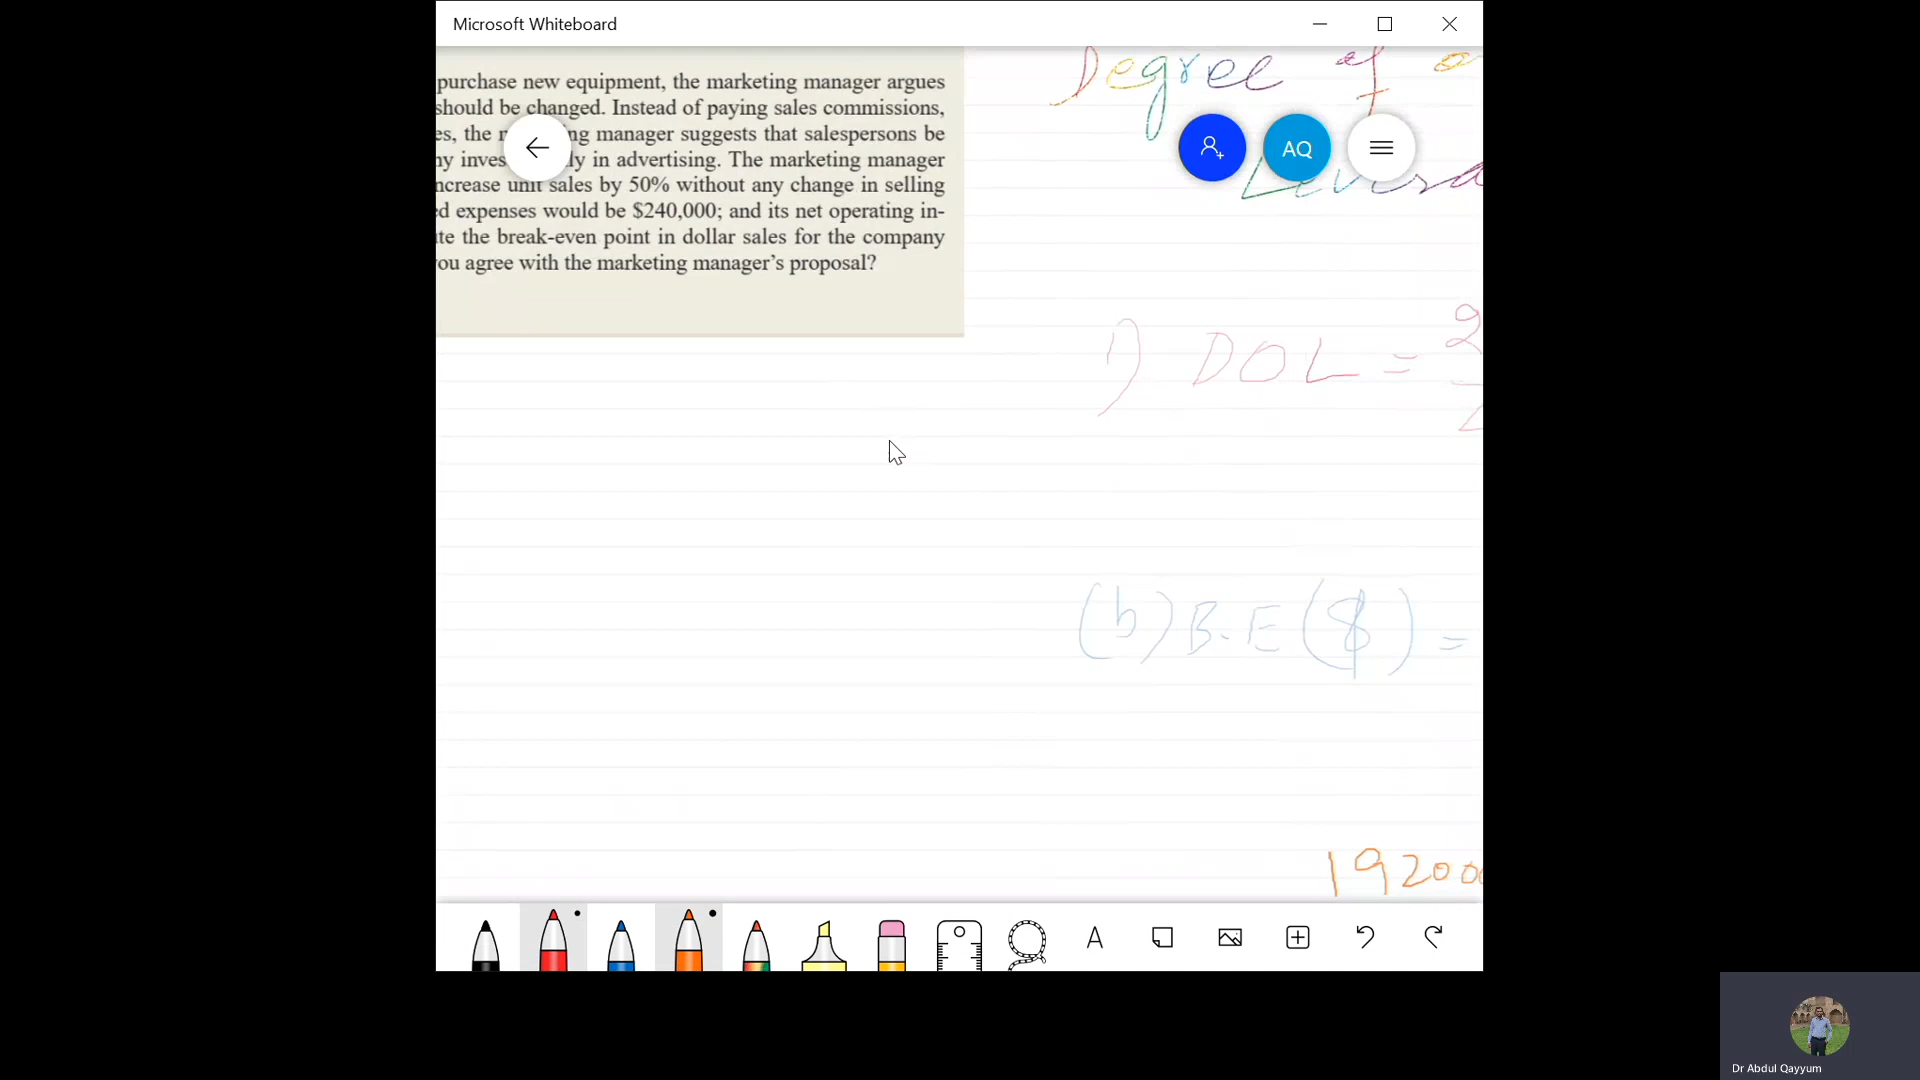 Microsoft Whiteboard
purchase new equipment, the marketing manager argues
should be changed. Instead of paying sales commissions,
es, the manager suggests that salespersons be
ny in advertising. The marketing manager
ncrease unit sales by 50% without any change in selling
d expenses would be $240,000; and its net operating in-
te the break-even point in dollar sales for the company
ou agree with the marketing manager's proposal?
Degree of
AQ
1) DOL =
(b) B.E ($) =
19200
A
Dr Abdul Qayyum